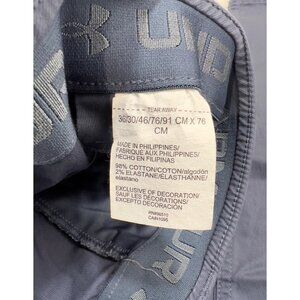 UND
TEAR AWAY
36/30/46/76/91 CM X 76
CM
MADE IN PHILIPPINES/
FABRIQUE AUX PHILIPPINES/
HECHO EN FILIPINAS
98% COTTON/COTON/algodón
2% ELASTANE/ELASTHANNE/
elastano
EXCLUSIVE OF DECORATION/
SAUF LES DÉCORATIONS/
EXCEPTO DECORACIÓN